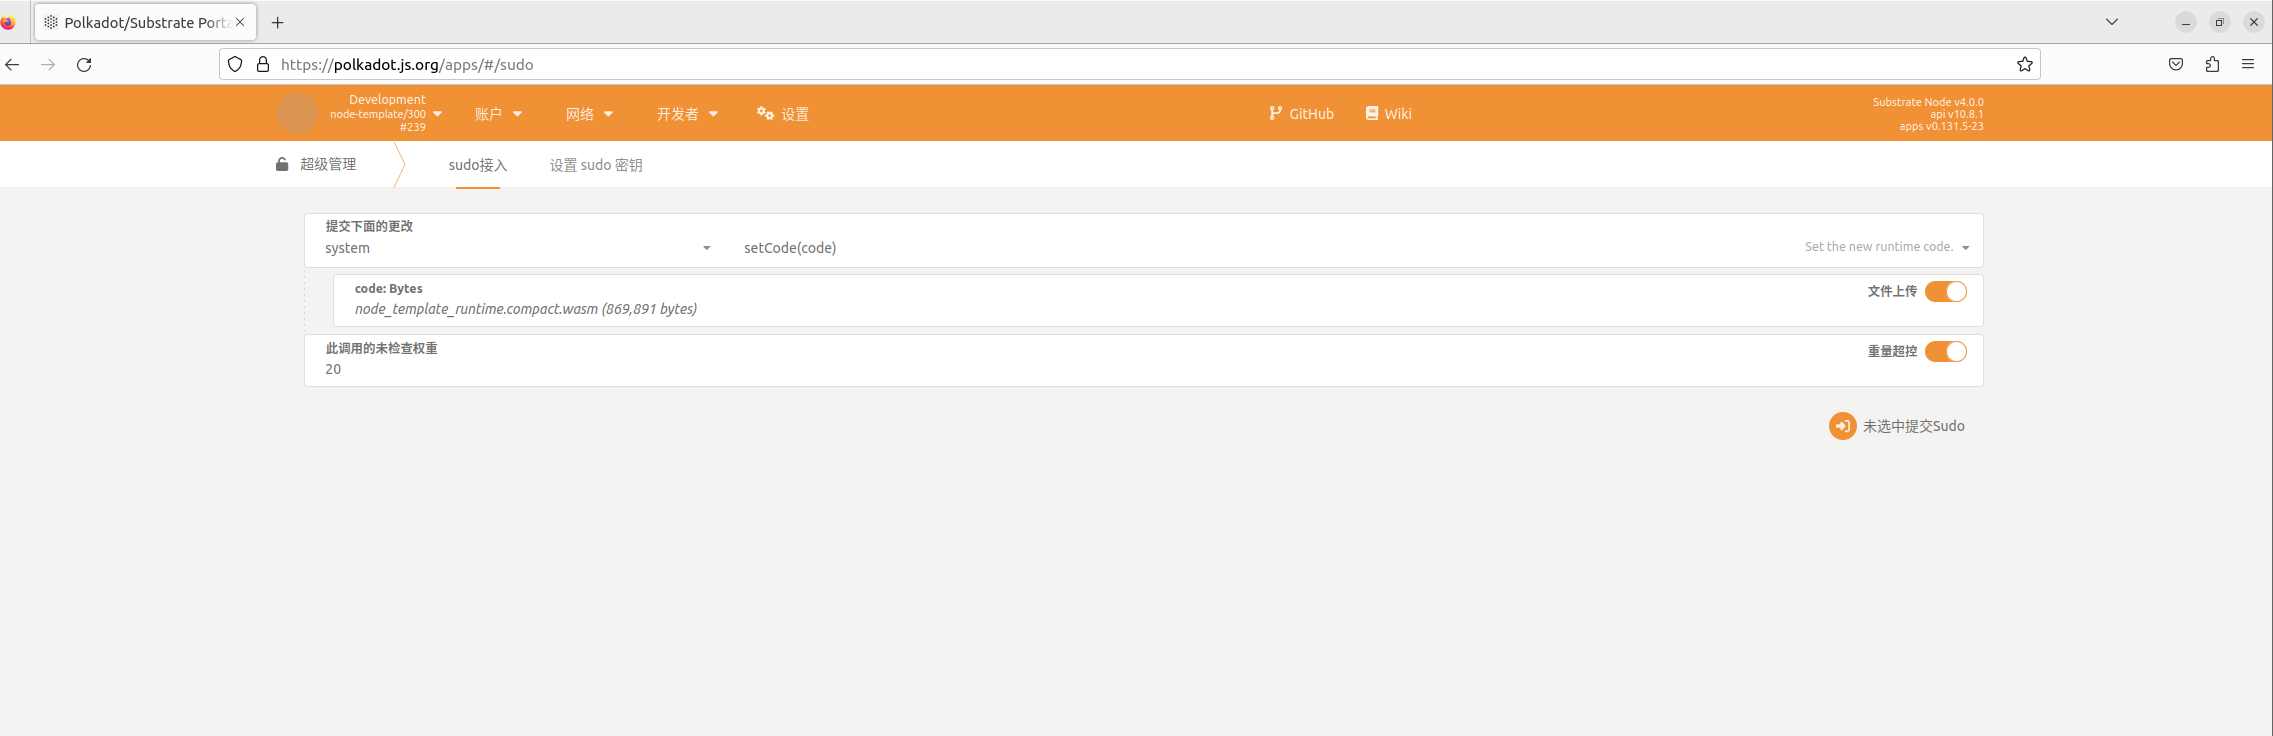 Polkadot/Substrate Porta
https://polkadot.js.org/apps/#/sudo
Development
node-template/300
#239
账户
网络
开发者
设置
GitHub
Wiki
Substrate Node v4.0.0
api v10.8.1
apps v0.131.5-23
超级管理
sudo接入
设置 sudo 密钥
提交下面的更改
system
setCode(code)
Set the new runtime code.
code: Bytes
node_template_runtime.compact.wasm (869,891 bytes)
文件上传
此调用的未检查权重
20
重量超控
未选中提交Sudo